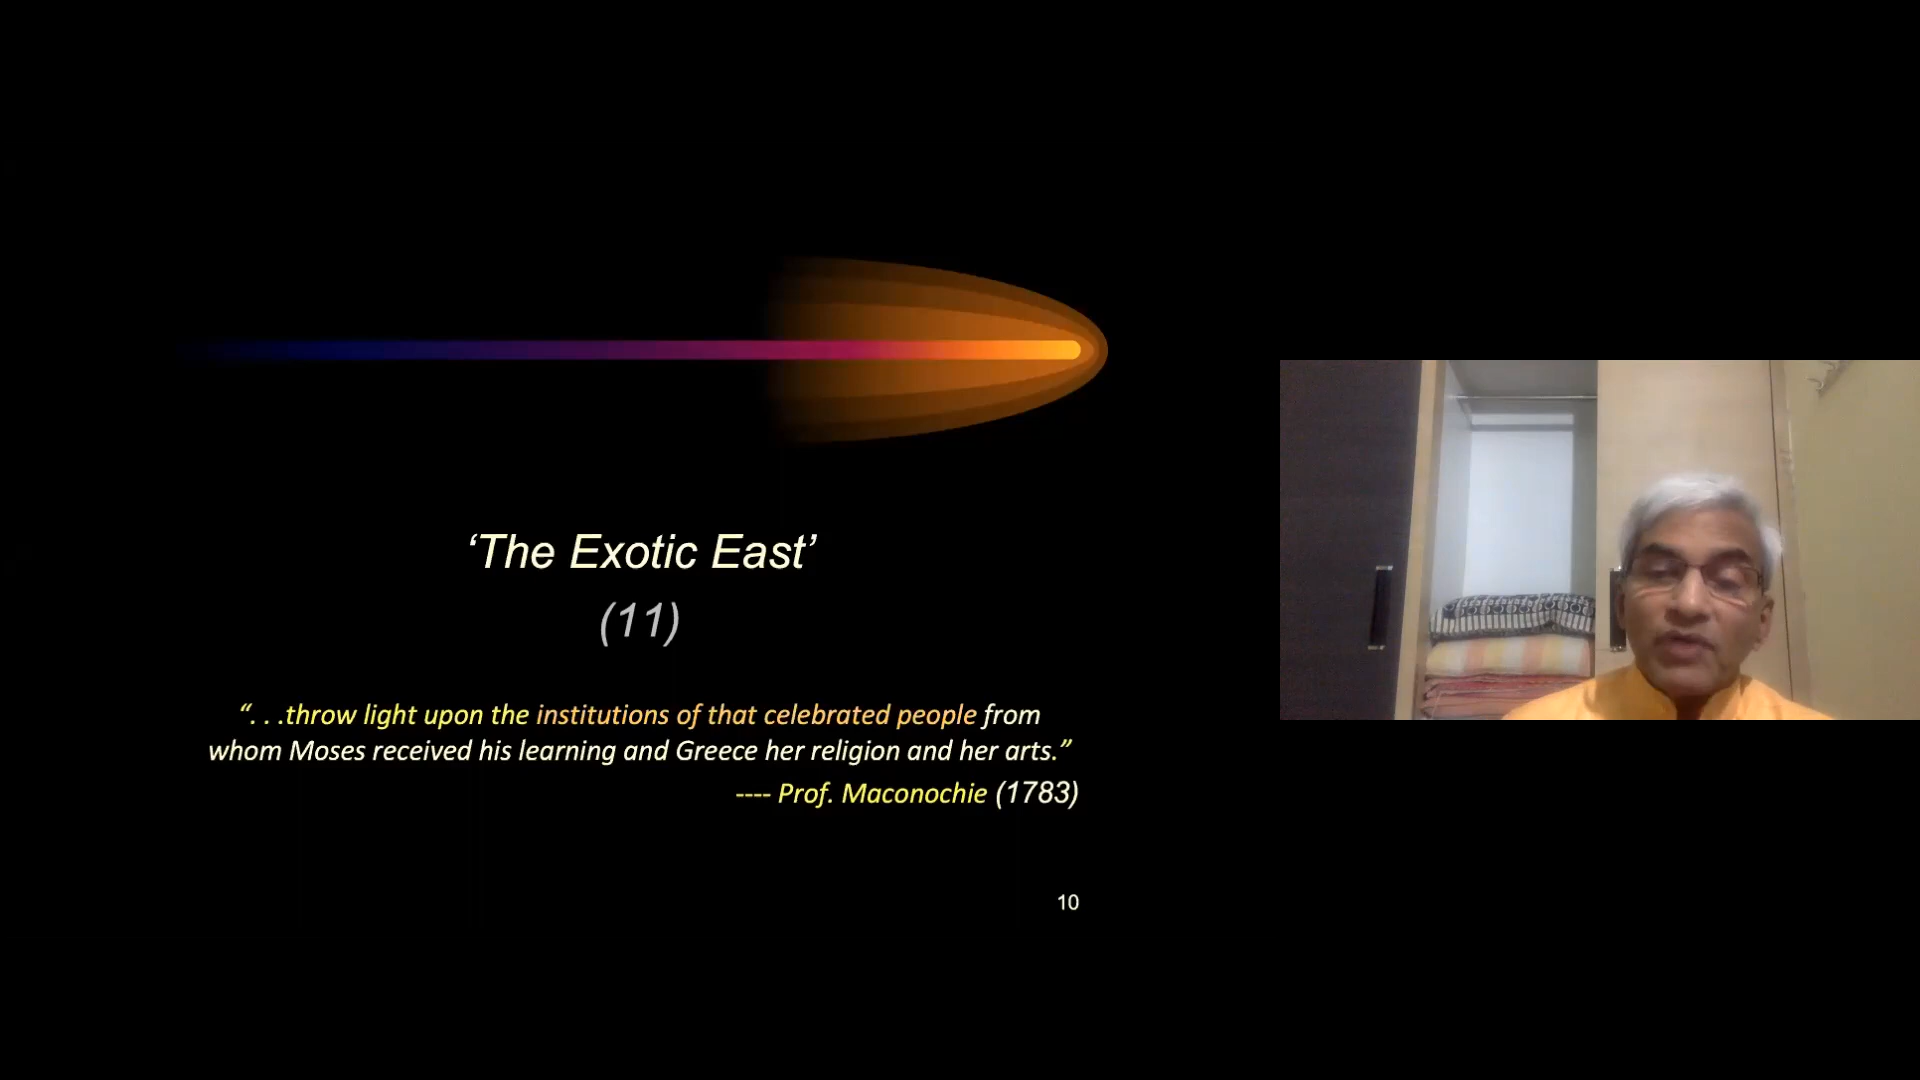 ‘The Exotic East’
(11)
“. . .throw light upon the institutions of that celebrated people from
whom Moses received his learning and Greece her religion and her arts.”
---- Prof. Maconochie (1783)
10